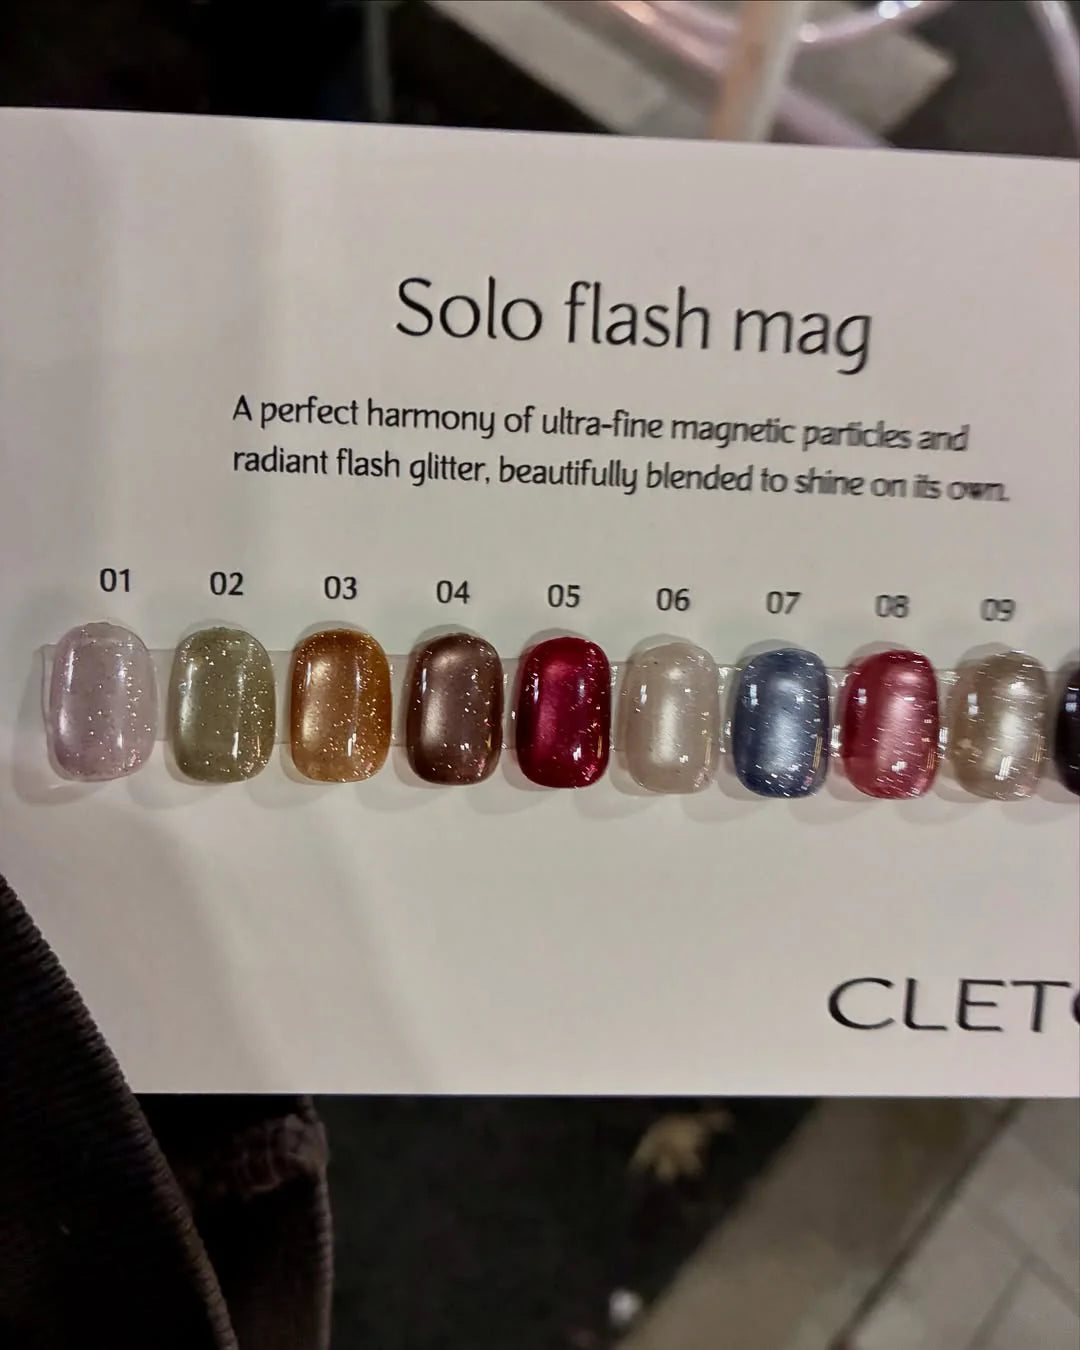 Solo flash mag
A perfect harmony of ultra-fine magnetic particles and
radiant flash glitter, beautifully blended to shine on its own.
01 02 03 04 05 06 07 08 09
CLET